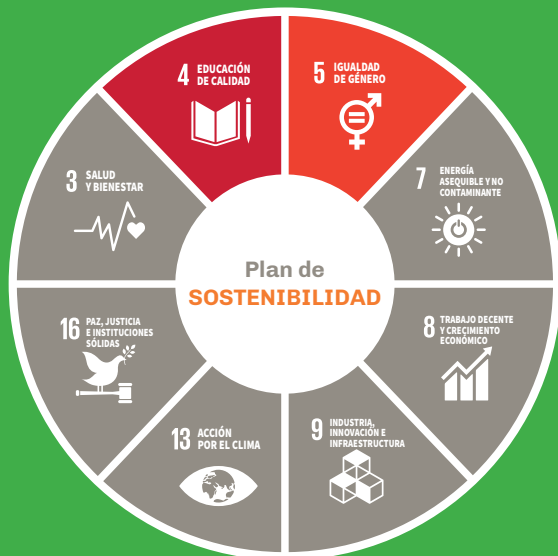 4 EDUCACIÓN
DE CALIDAD
5 IGUALDAD
DE GÉNERO
3 SALUD
Y BIENESTAR
7 ENERGÍA
ASEQUIBLE Y NO
CONTAMINANTE
Plan de
SOSTENIBILIDAD
16 PAZ, JUSTICIA
E INSTITUCIONES
SÓLIDAS
8 TRABAJO DECENTE
Y CRECIMIENTO
ECONÓMICO
13 ACCIÓN
POR EL CLIMA
9 INDUSTRIA,
INNOVACIÓN E
INFRAESTRUCTURA